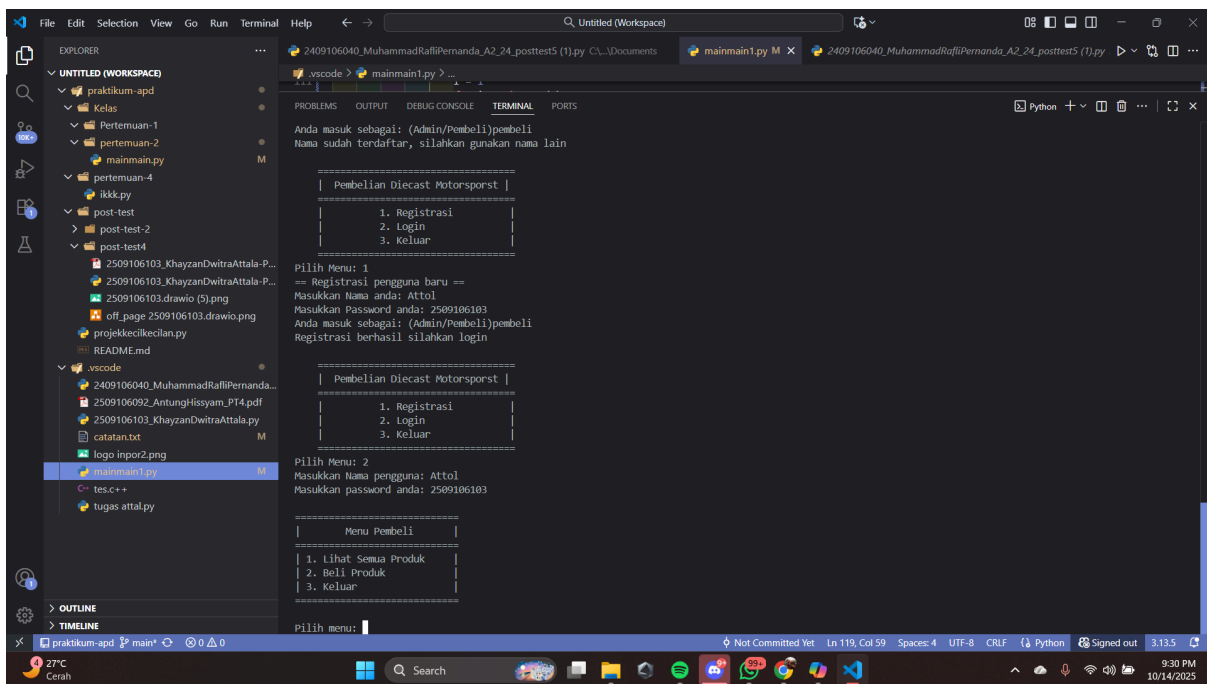 File Edit Selection View Go Run Terminal Help
Untitled (Workspace)
EXPLORER
UNTITLED (WORKSPACE)
praktikum-apd
Kelas
Pertemuan-1
pertemuan-2
mainmain.py M
pertemuan-4
ikkk.py
post-test
post-test-2
post-test4
2509106103_KhayzanDwitraAttala-P...
2509106103_KhayzanDwitraAttala-P...
2509106103.drawio (5).png
off_page 2509106103.drawio.png
projekkecilkecilan.py
README.md
.vscode
2409106040_MuhammadRafliPernanda...
2509106092_AntungHissyam_PT4.pdf
2509106103_KhayzanDwitraAttala.py
catatan.txt M
logo inpor2.png
mainmain1.py M
tes.c++
tugas attal.py
OUTLINE
TIMELINE
10K+
1
1
2409106040_MuhammadRafliPernanda_A2_24_posttest5 (1).py C:\...\Documents
mainmain1.py M
2409106040_MuhammadRafliPernanda_A2_24_posttest5 (1).py
.vscode > mainmain1.py > ...
PROBLEMS OUTPUT DEBUG CONSOLE TERMINAL PORTS
Python
Anda masuk sebagai: (Admin/Pembeli)pembeli
Nama sudah terdaftar, silahkan gunakan nama lain
===================================
| Pembelian Diecast Motorsporst |
===================================
| 1. Registrasi |
| 2. Login |
| 3. Keluar |
===================================
Pilih Menu: 1
== Registrasi pengguna baru ==
Masukkan Nama anda: Attol
Masukkan Password anda: 2509106103
Anda masuk sebagai: (Admin/Pembeli)pembeli
Registrasi berhasil silahkan login
===================================
| Pembelian Diecast Motorsporst |
===================================
| 1. Registrasi |
| 2. Login |
| 3. Keluar |
===================================
Pilih Menu: 2
Masukkan Nama pengguna: Attol
Masukkan password anda: 2509106103
=============================
| Menu Pembeli |
=============================
| 1. Lihat Semua Produk |
| 2. Beli Produk |
| 3. Keluar |
=============================
Pilih menu:
praktikum-apd main* 0 0
Not Committed Yet Ln 119, Col 59 Spaces: 4 UTF-8 CRLF Python Signed out 3.13.5
4
27°C
Cerah
Search
99+
9:30 PM
10/14/2025